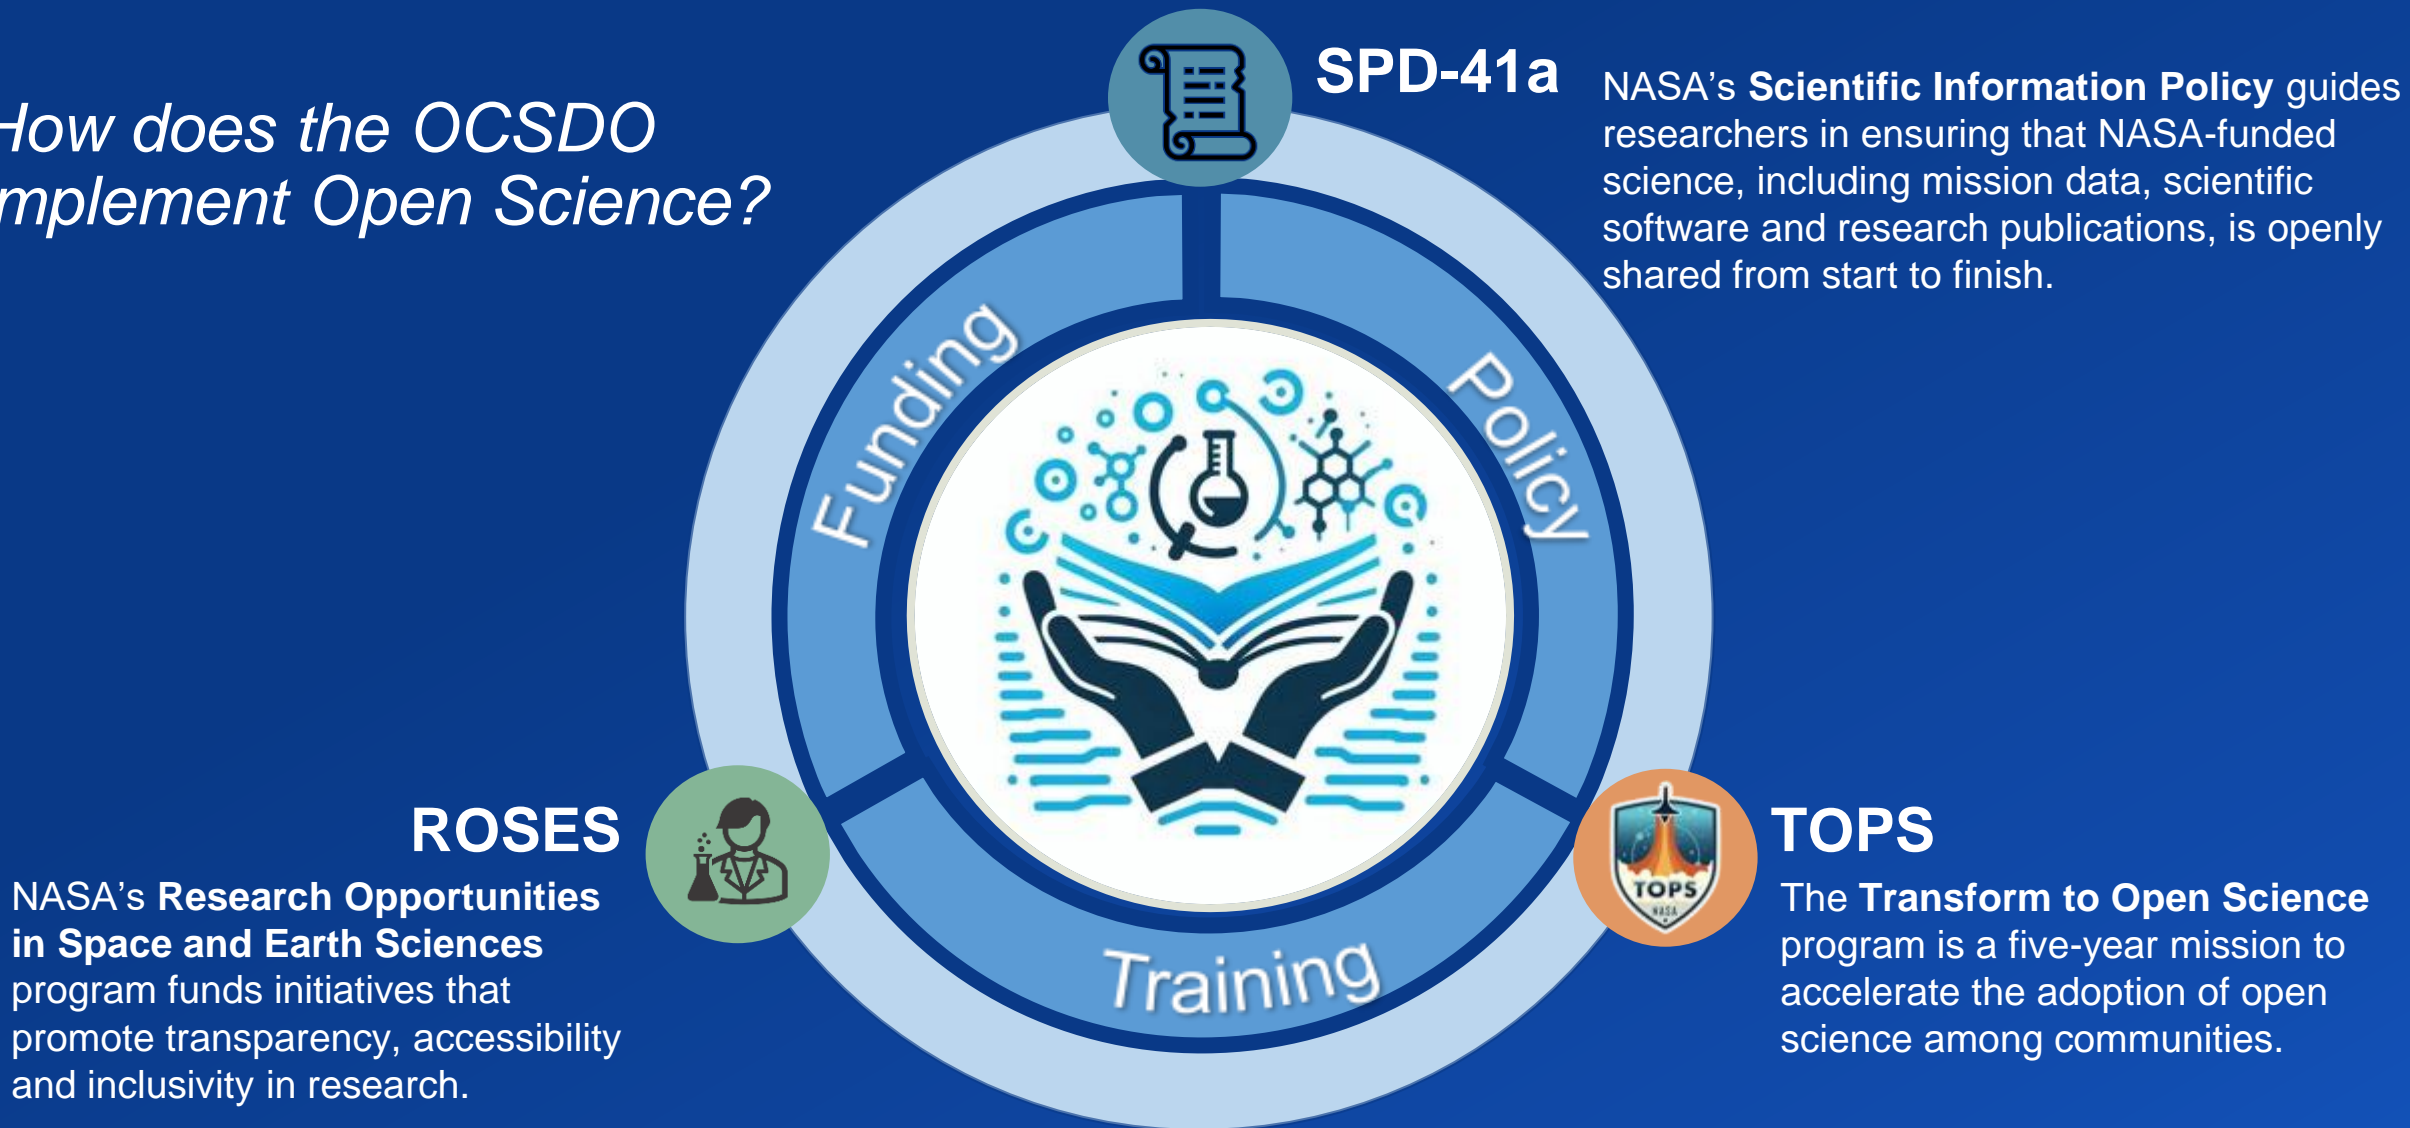 How does the OCSDO
mplement Open Science?
SPD-41a
NASA’s Scientific Information Policy guides
researchers in ensuring that NASA-funded
science, including mission data, scientific
software and research publications, is openly
shared from start to finish.
Funding
Policy
Training
ROSES
NASA’s Research Opportunities
in Space and Earth Sciences
program funds initiatives that
promote transparency, accessibility
and inclusivity in research.
TOPS
NASA
TOPS
The Transform to Open Science
program is a five-year mission to
accelerate the adoption of open
science among communities.